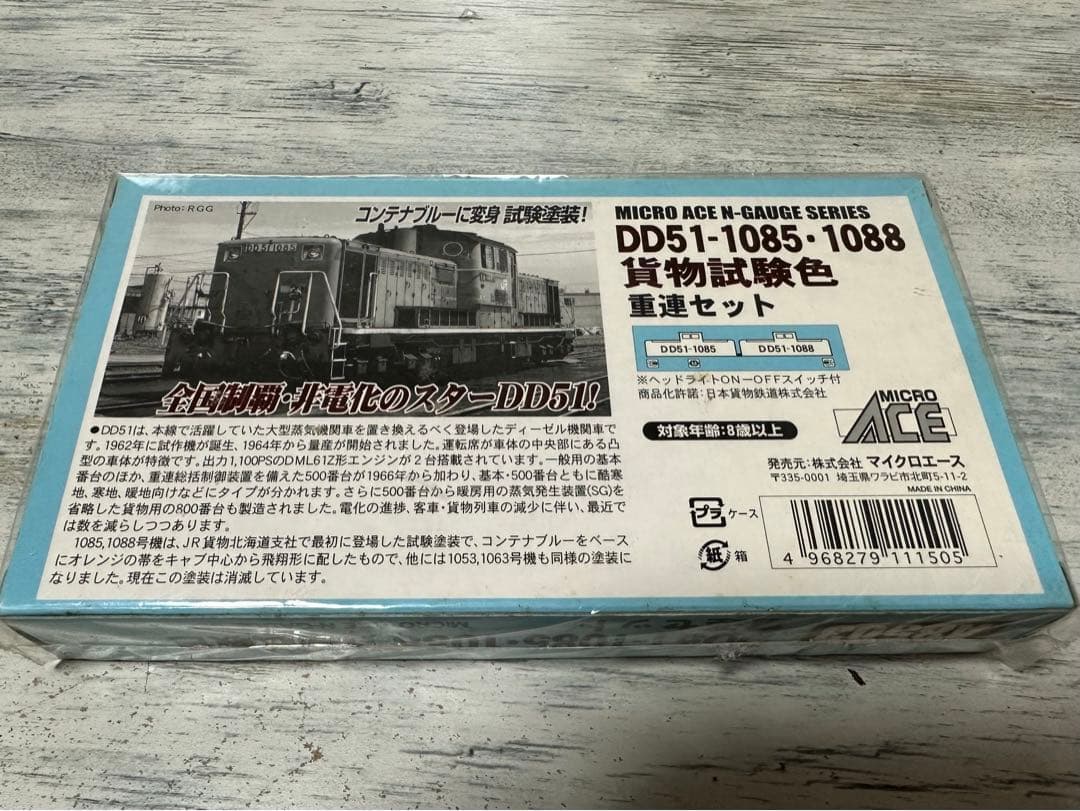 Photo:RGG
コンテナブルーに変身 試験塗装!
DD51 1085
全国制覇・非電化のスターDD51!
●DD51は、本線で活躍していた大型蒸気機関車を置き換えるべく登場したディーゼル機関車で
す。1962年に試作機が誕生、1964年から量産が開始されました。運転席が車体の中央部にある凸
型の車体が特徴です。出力1,100PSのDML61Z形エンジンが2台搭載されています。一般用の基本
番台のほか、重連総括制御装置を備えた500番台が1966年から加わり、基本・500番台ともに酷寒
地、寒地、暖地向けなどにタイプが分かれます。さらに500番台から暖房用の蒸気発生装置(SG)を
省略した貨物用の800番台も製造されました。電化の進捗、客車・貨物列車の減少に伴い、最近で
は数を減らしつつあります。
1085,1088号機は、JR貨物北海道支社で最初に登場した試験塗装で、コンテナブルーをベース
にオレンジの帯をキャブ中心から飛翔形に配したもので、他には1053,1063号機も同様の塗装に
なりました。現在この塗装は消滅しています。
MICRO ACE N-GAUGE SERIES
DD51-1085・1088
貨物試験色
重連セット
DD51-1085 DD51-1088
※ヘッドライトON-OFFスイッチ付
商品化許諾:日本貨物鉄道株式会社
対象年齢:8歳以上
MICRO
ACE
発売元:株式会社 マイクロエース
〒335-0001 埼玉県ワラビ市北町5-11-2
MADE IN CHINA
プラ ケース
紙 箱
4 968279 111505